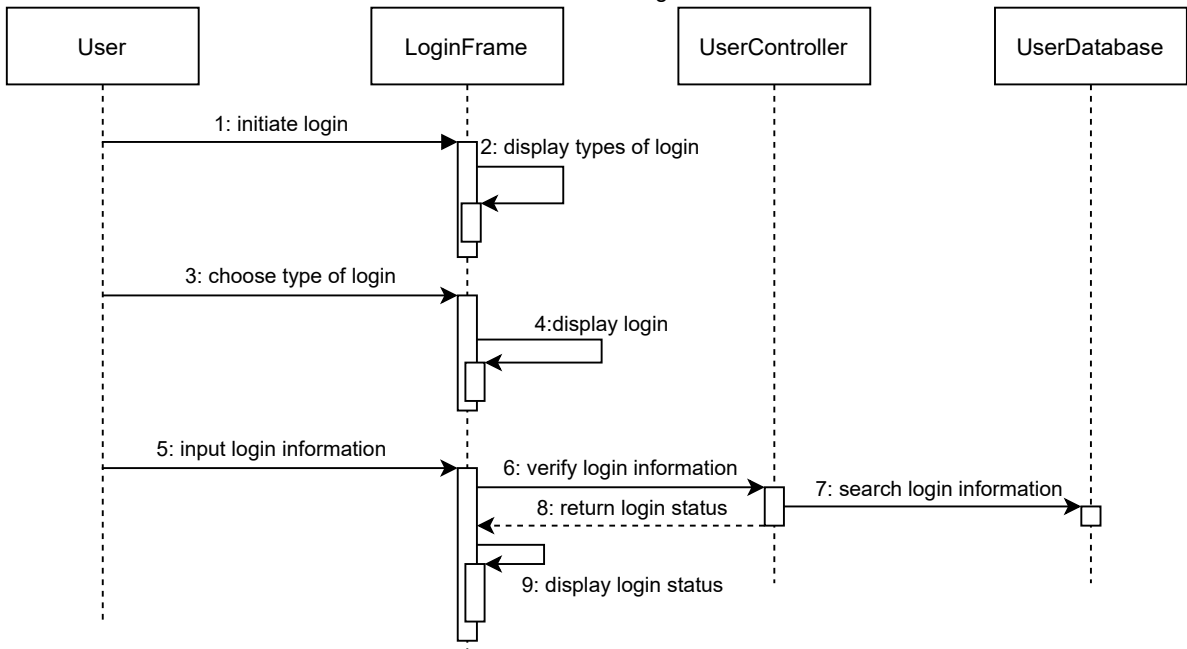 User
LoginFrame
UserController
UserDatabase
1: initiate login
2: display types of login
3: choose type of login
4:display login
5: input login information
6: verify login information
7: search login information
8: return login status
9: display login status